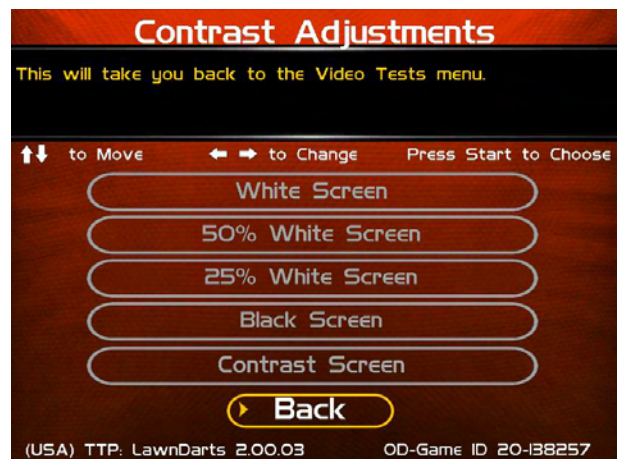 Contrast Adjustments
This will take you back to the Video Tests menu.
to Move to Change Press Start to Choose
White Screen
50% White Screen
25% White Screen
Black Screen
Contrast Screen
Back
(USA) TTP: LawnDarts 2.00.03 OD-Game ID 20-138257